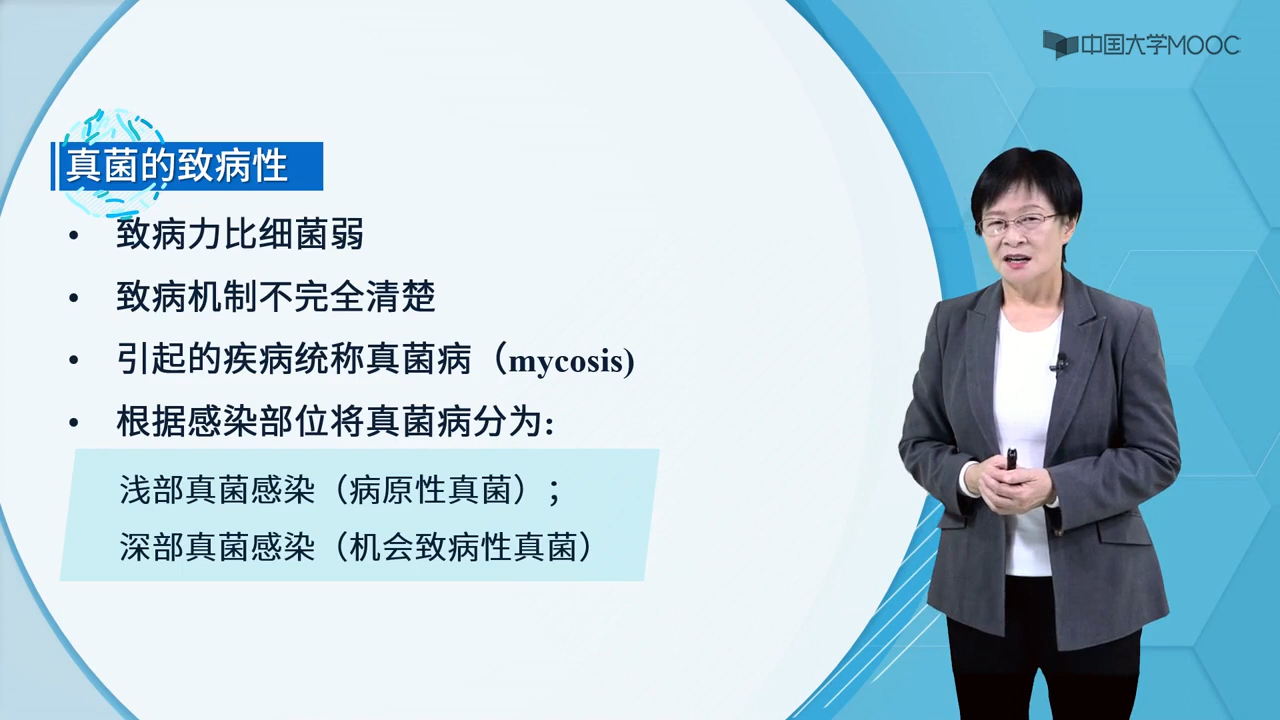 中国大学MOOC
真菌的致病性
• 致病力比细菌弱
• 致病机制不完全清楚
• 引起的疾病统称真菌病（mycosis)
• 根据感染部位将真菌病分为:
浅部真菌感染（病原性真菌）；
深部真菌感染（机会致病性真菌）